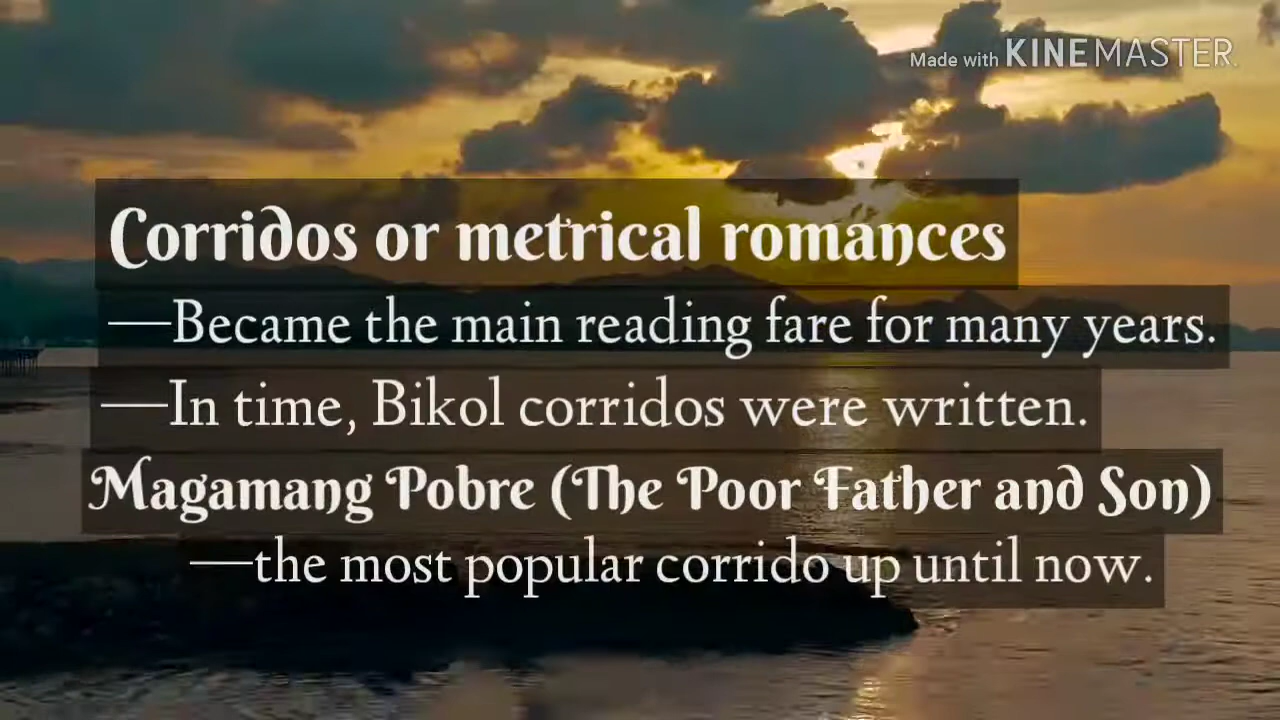 Made with KINEMASTER
Corridos or metrical romances
—Became the main reading fare for many years.
—In time, Bikol corridos were written.
Magamang Pobre (The Poor Father and Son)
—the most popular corrido up until now.